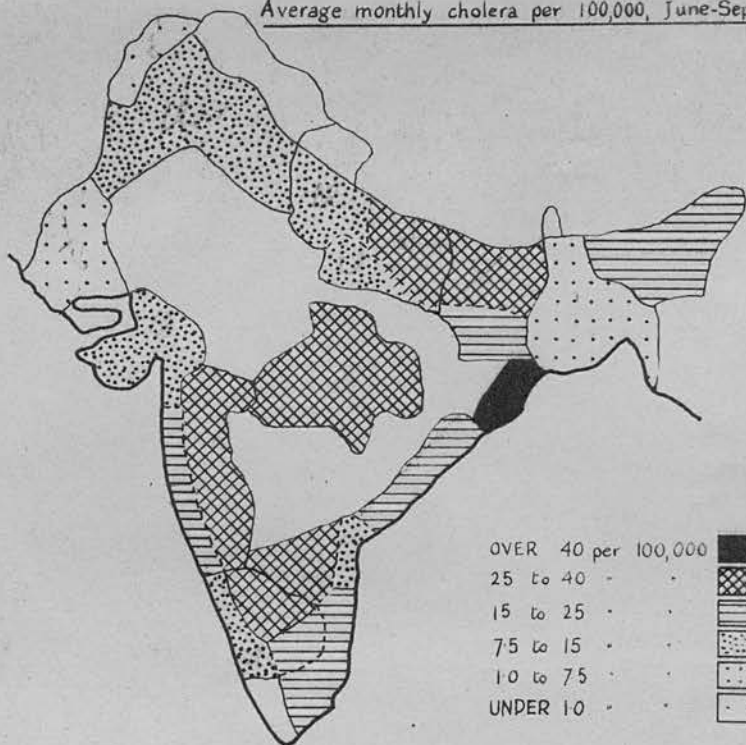 Average monthly cholera per 100,000, June-Sep
OVER 40 per 100,000
25 to 40 " "
15 to 25 " "
7.5 to 15 " "
1.0 to 7.5 " "
UNDER 1.0 " "